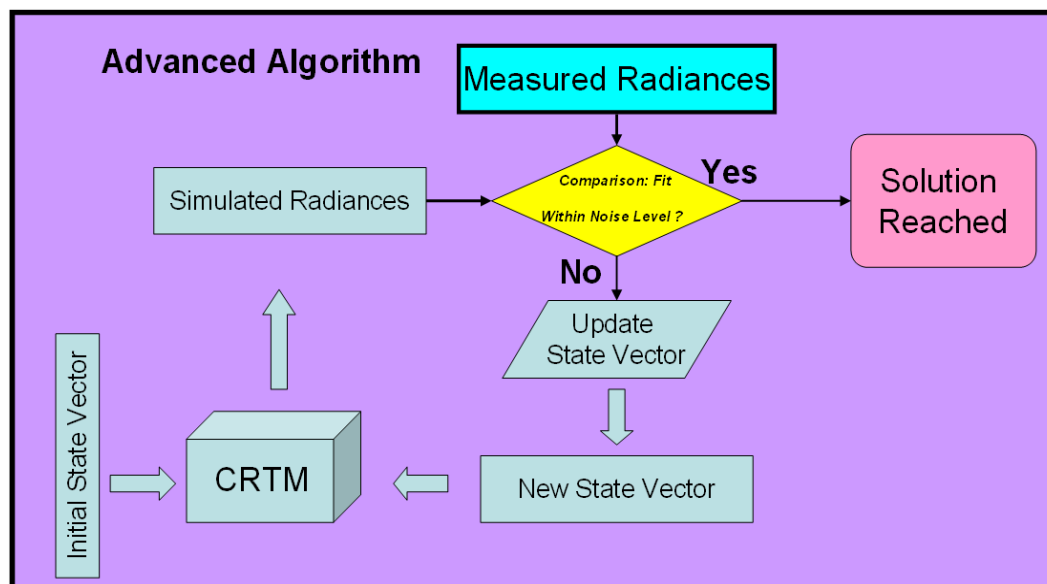 Advanced Algorithm
Measured Radiances
Simulated Radiances
Comparison: Fit
Within Noise Level ?
Yes
Solution
Reached
No
Update
State Vector
Initial State Vector
CRTM
New State Vector